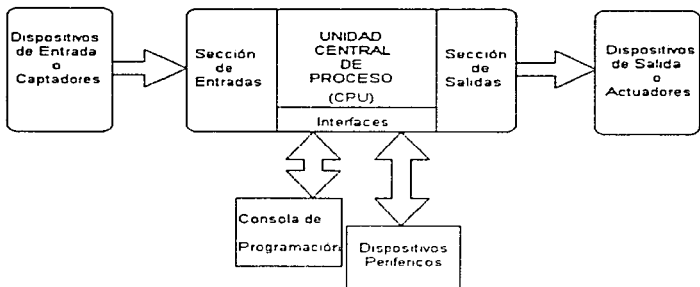 Dispositivos
de Entrada
o
Captadores
Sección
de
Entradas
UNIDAD
CENTRAL
DE
PROCESO
(CPU)
Interfaces
Sección
de
Salidas
Dispositivos
de Salida
o
Actuadores
Consola de
Programación
Dispositivos
Perifericos